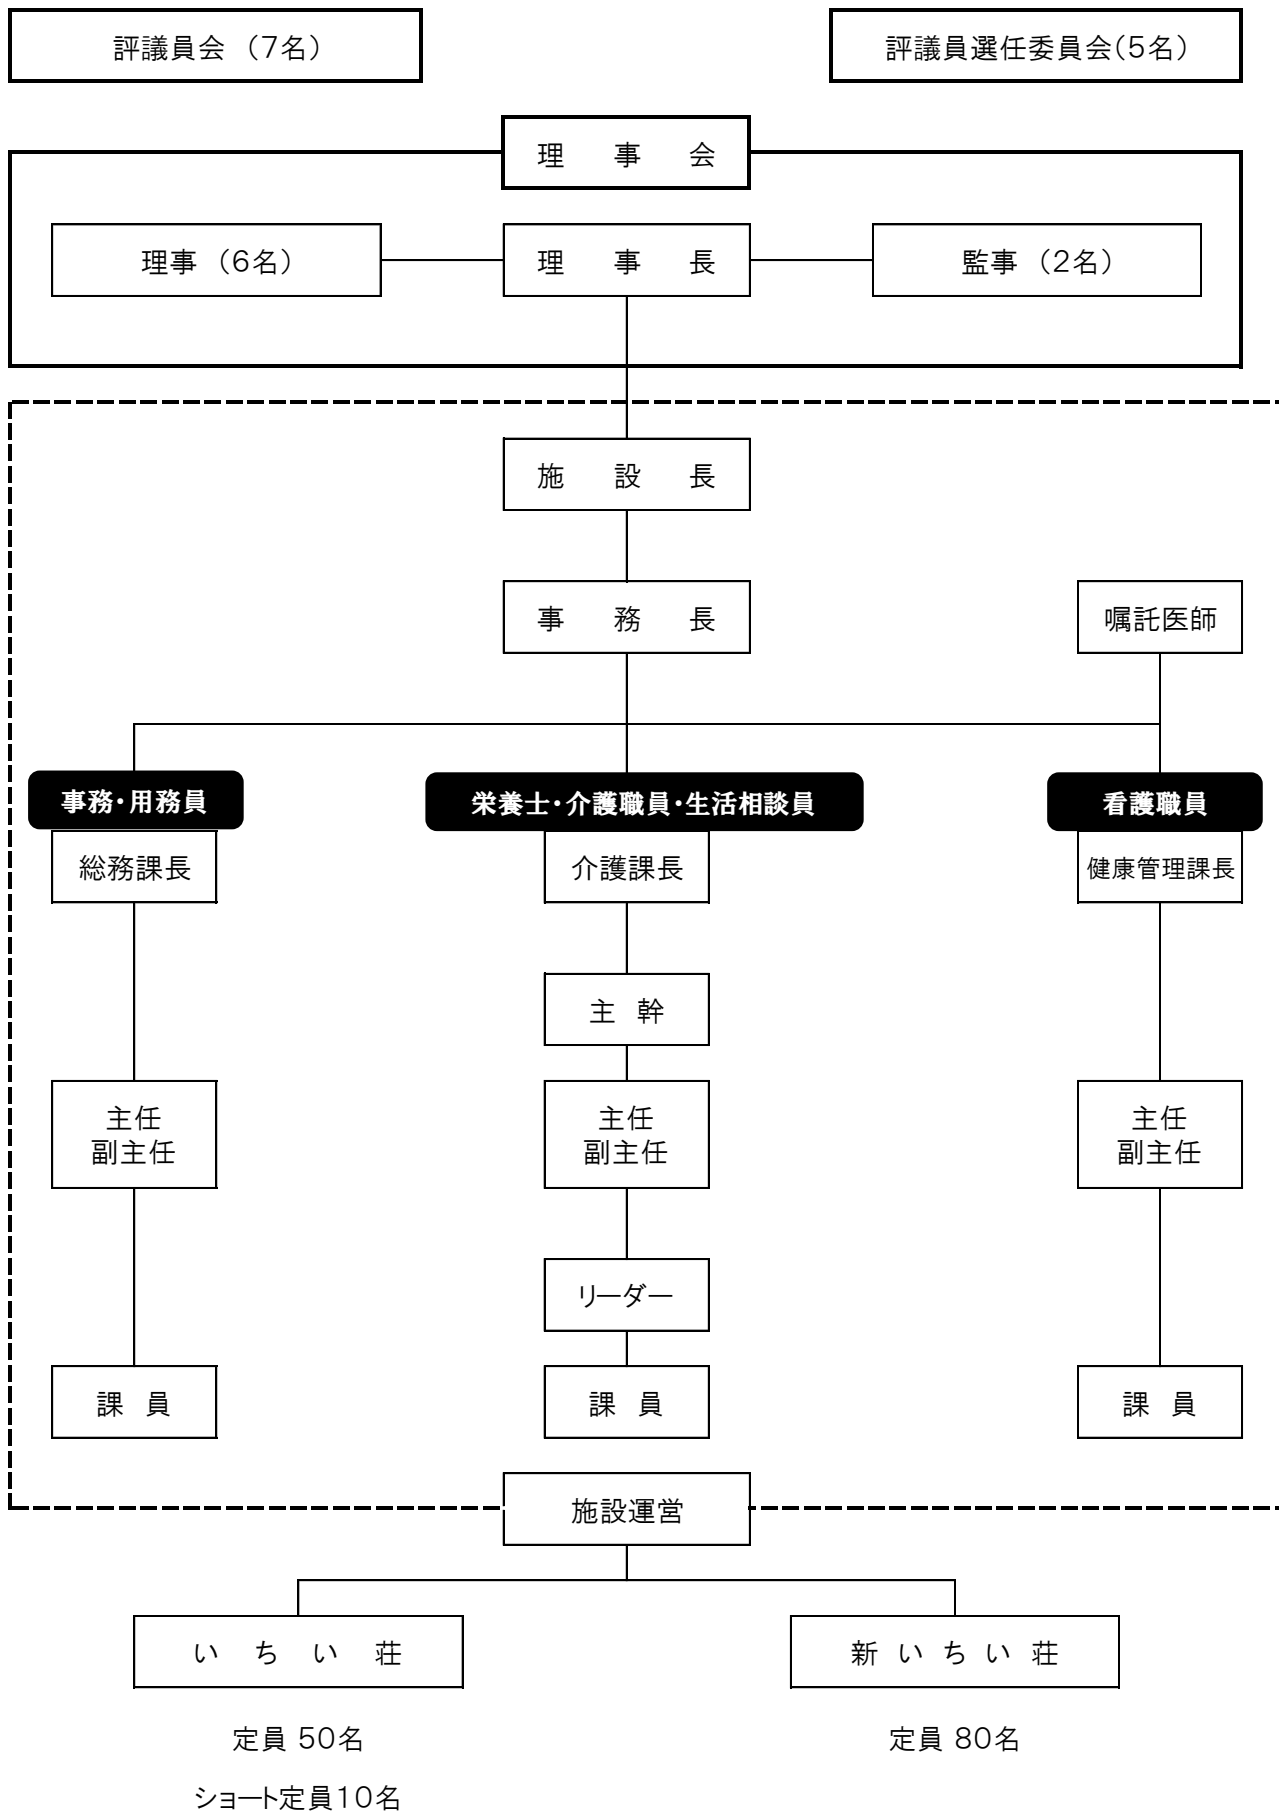 評議員会 （7名）
評議員選任委員会(5名)
理 事 会
理事 （6名）
理 事 長
監事 （2名）
施 設 長
事 務 長
嘱託医師
事務・用務員
栄養士・介護職員・生活相談員
看護職員
総務課長
介護課長
健康管理課長
主 幹
主任
副主任
主任
副主任
主任
副主任
リーダー
課 員
課 員
課 員
施設運営
い ち い 荘
新 い ち い 荘
定員 50名
定員 80名
ショート定員10名